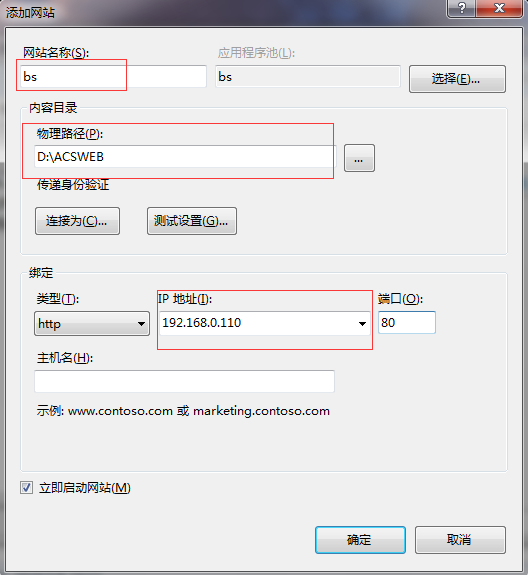 添加网站
网站名称(S):
应用程序池(L):
bs
bs
选择(E)...
内容目录
物理路径(P):
D:\ACSWEB
...
传递身份验证
连接为(C)...
测试设置(G)...
绑定
类型(T):
IP 地址(I):
端口(O):
http
192.168.0.110
80
主机名(H):
示例: www.contoso.com 或 marketing.contoso.com
立即启动网站(M)
确定
取消